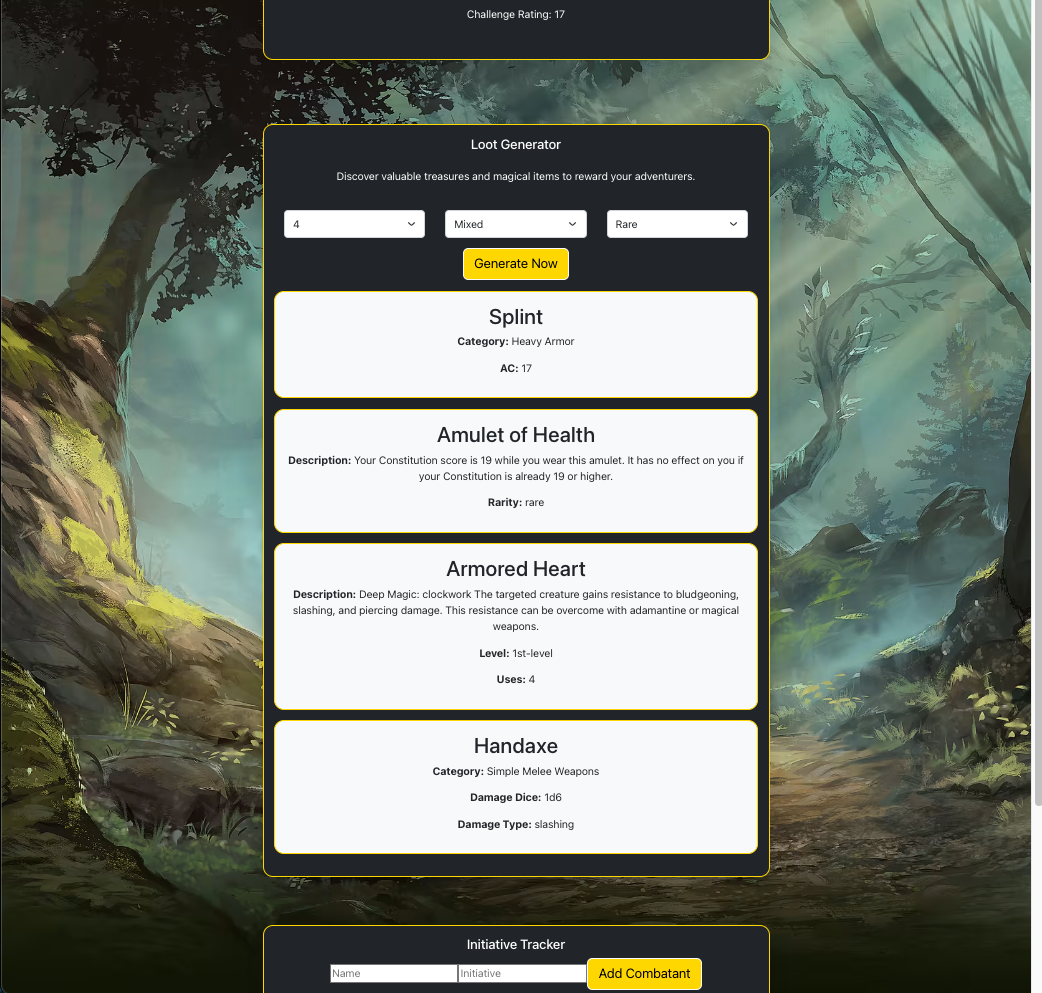 Challenge Rating: 17
Loot Generator
Discover valuable treasures and magical items to reward your adventurers.
4
Mixed
Rare
Generate Now
Splint
Category: Heavy Armor
AC: 17
Amulet of Health
Description: Your Constitution score is 19 while you wear this amulet. It has no effect on you if
your Constitution is already 19 or higher.
Rarity: rare
Armored Heart
Description: Deep Magic: clockwork The targeted creature gains resistance to bludgeoning,
slashing, and piercing damage. This resistance can be overcome with adamantine or magical
weapons.
Level: 1st-level
Uses: 4
Handaxe
Category: Simple Melee Weapons
Damage Dice: 1d6
Damage Type: slashing
Initiative Tracker
Name
Initiative
Add Combatant